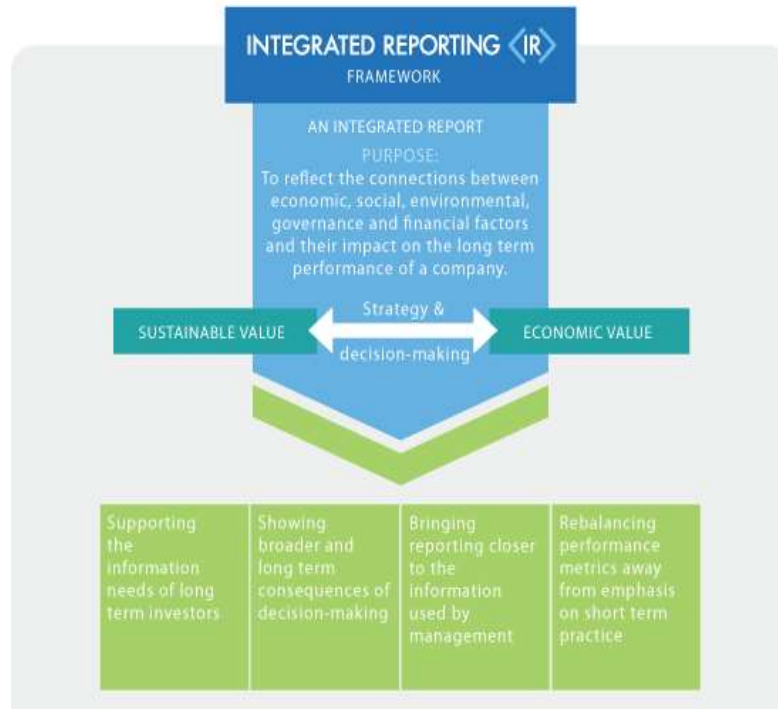 INTEGRATED REPORTING <IR>
FRAMEWORK
AN INTEGRATED REPORT
PURPOSE:
To reflect the connections between
economic, social, environmental,
governance and financial factors
and their impact on the long term
performance of a company.
SUSTAINABLE VALUE
Strategy &
decision-making
ECONOMIC VALUE
Supporting
the
information
needs of long
term investors
Showing
broader and
long term
consequences of
decision-making
Bringing
reporting closer
to the
information
used by
management
Rebalancing
performance
metrics away
from emphasis
on short term
practice